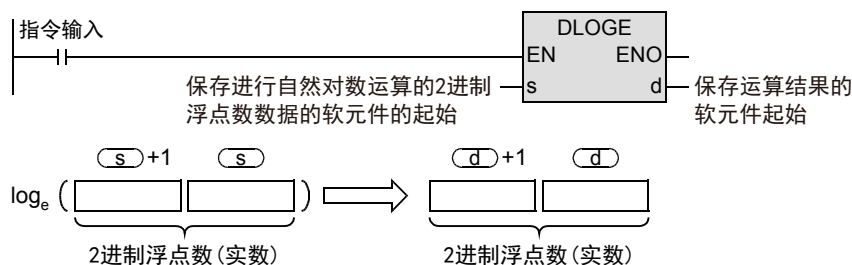 指令输入
DLOGE
EN ENO
保存进行自然对数运算的2进制
浮点数数据的软元件的起始
s d
保存运算结果的
软元件起始
s +1 s d +1 d
loge ( )
2进制浮点数(实数) 2进制浮点数(实数)